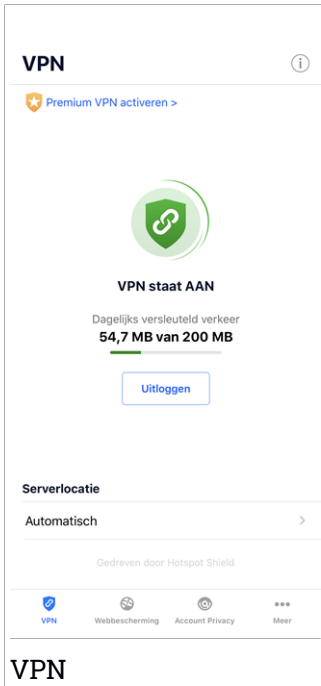 VPN
Premium VPN activeren >
VPN staat AAN
Dagelijks versleuteld verkeer
54,7 MB van 200 MB
Uitloggen
Serverlocatie
Automatisch
Gedreven door Hotspot Shield
VPN Webbescherming Account Privacy Meer
VPN